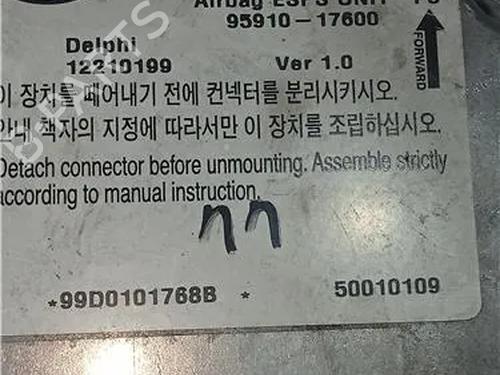 Airbag ESPS UNIT
95910-17600
Delphi
12210199 Ver 1.0
FORWARD
이 장치를 떼어내기 전에 컨넥터를 분리시키시오.
안내 책자의 지정에 따라서만 이 장치를 조립하십시오.
Detach connector before unmounting. Assemble strictly
according to manual instruction.
*99D0101768B* 50010109